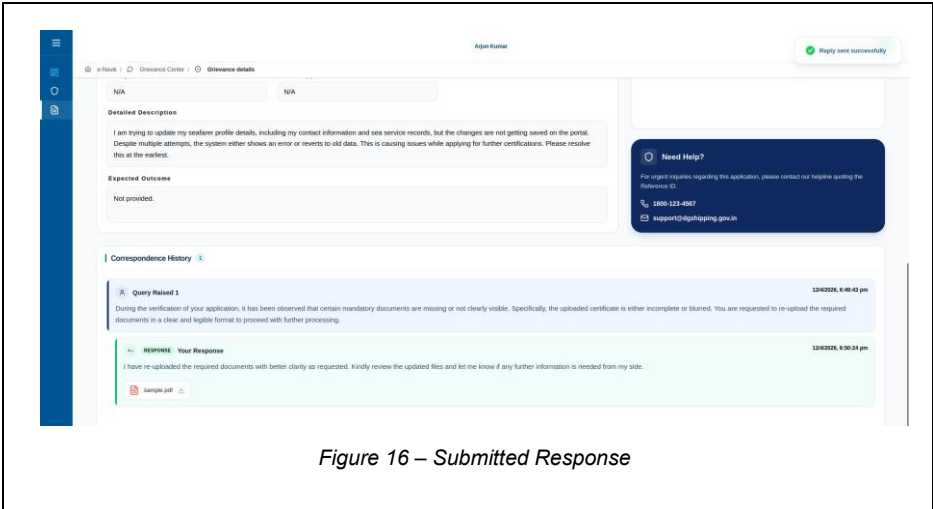 Arjun Kumar
Reply sent successfully
e-Navik / Grievance Center / Grievance details
N/A
N/A
Detailed Description
I am trying to update my seafarer profile details, including my contact information and sea service records, but the changes are not getting saved on the portal.
Despite multiple attempts, the system either shows an error or reverts to old data. This is causing issues while applying for further certifications. Please resolve
this at the earliest.
Expected Outcome
Not provided.
Need Help?
For urgent inquiries regarding this application, please contact our helpline quoting the
Reference ID.
1800-123-4567
support@dgshipping.gov.in
Correspondence History 1
Query Raised 1
12/4/2026, 6:49:43 pm
During the verification of your application, it has been observed that certain mandatory documents are missing or not clearly visible. Specifically, the uploaded certificate is either incomplete or blurred. You are requested to re-upload the required
documents in a clear and legible format to proceed with further processing.
RESPONSE Your Response
12/4/2026, 6:50:24 pm
I have re-uploaded the required documents with better clarity as requested. Kindly review the updated files and let me know if any further information is needed from my side.
sample.pdf
Figure 16 – Submitted Response